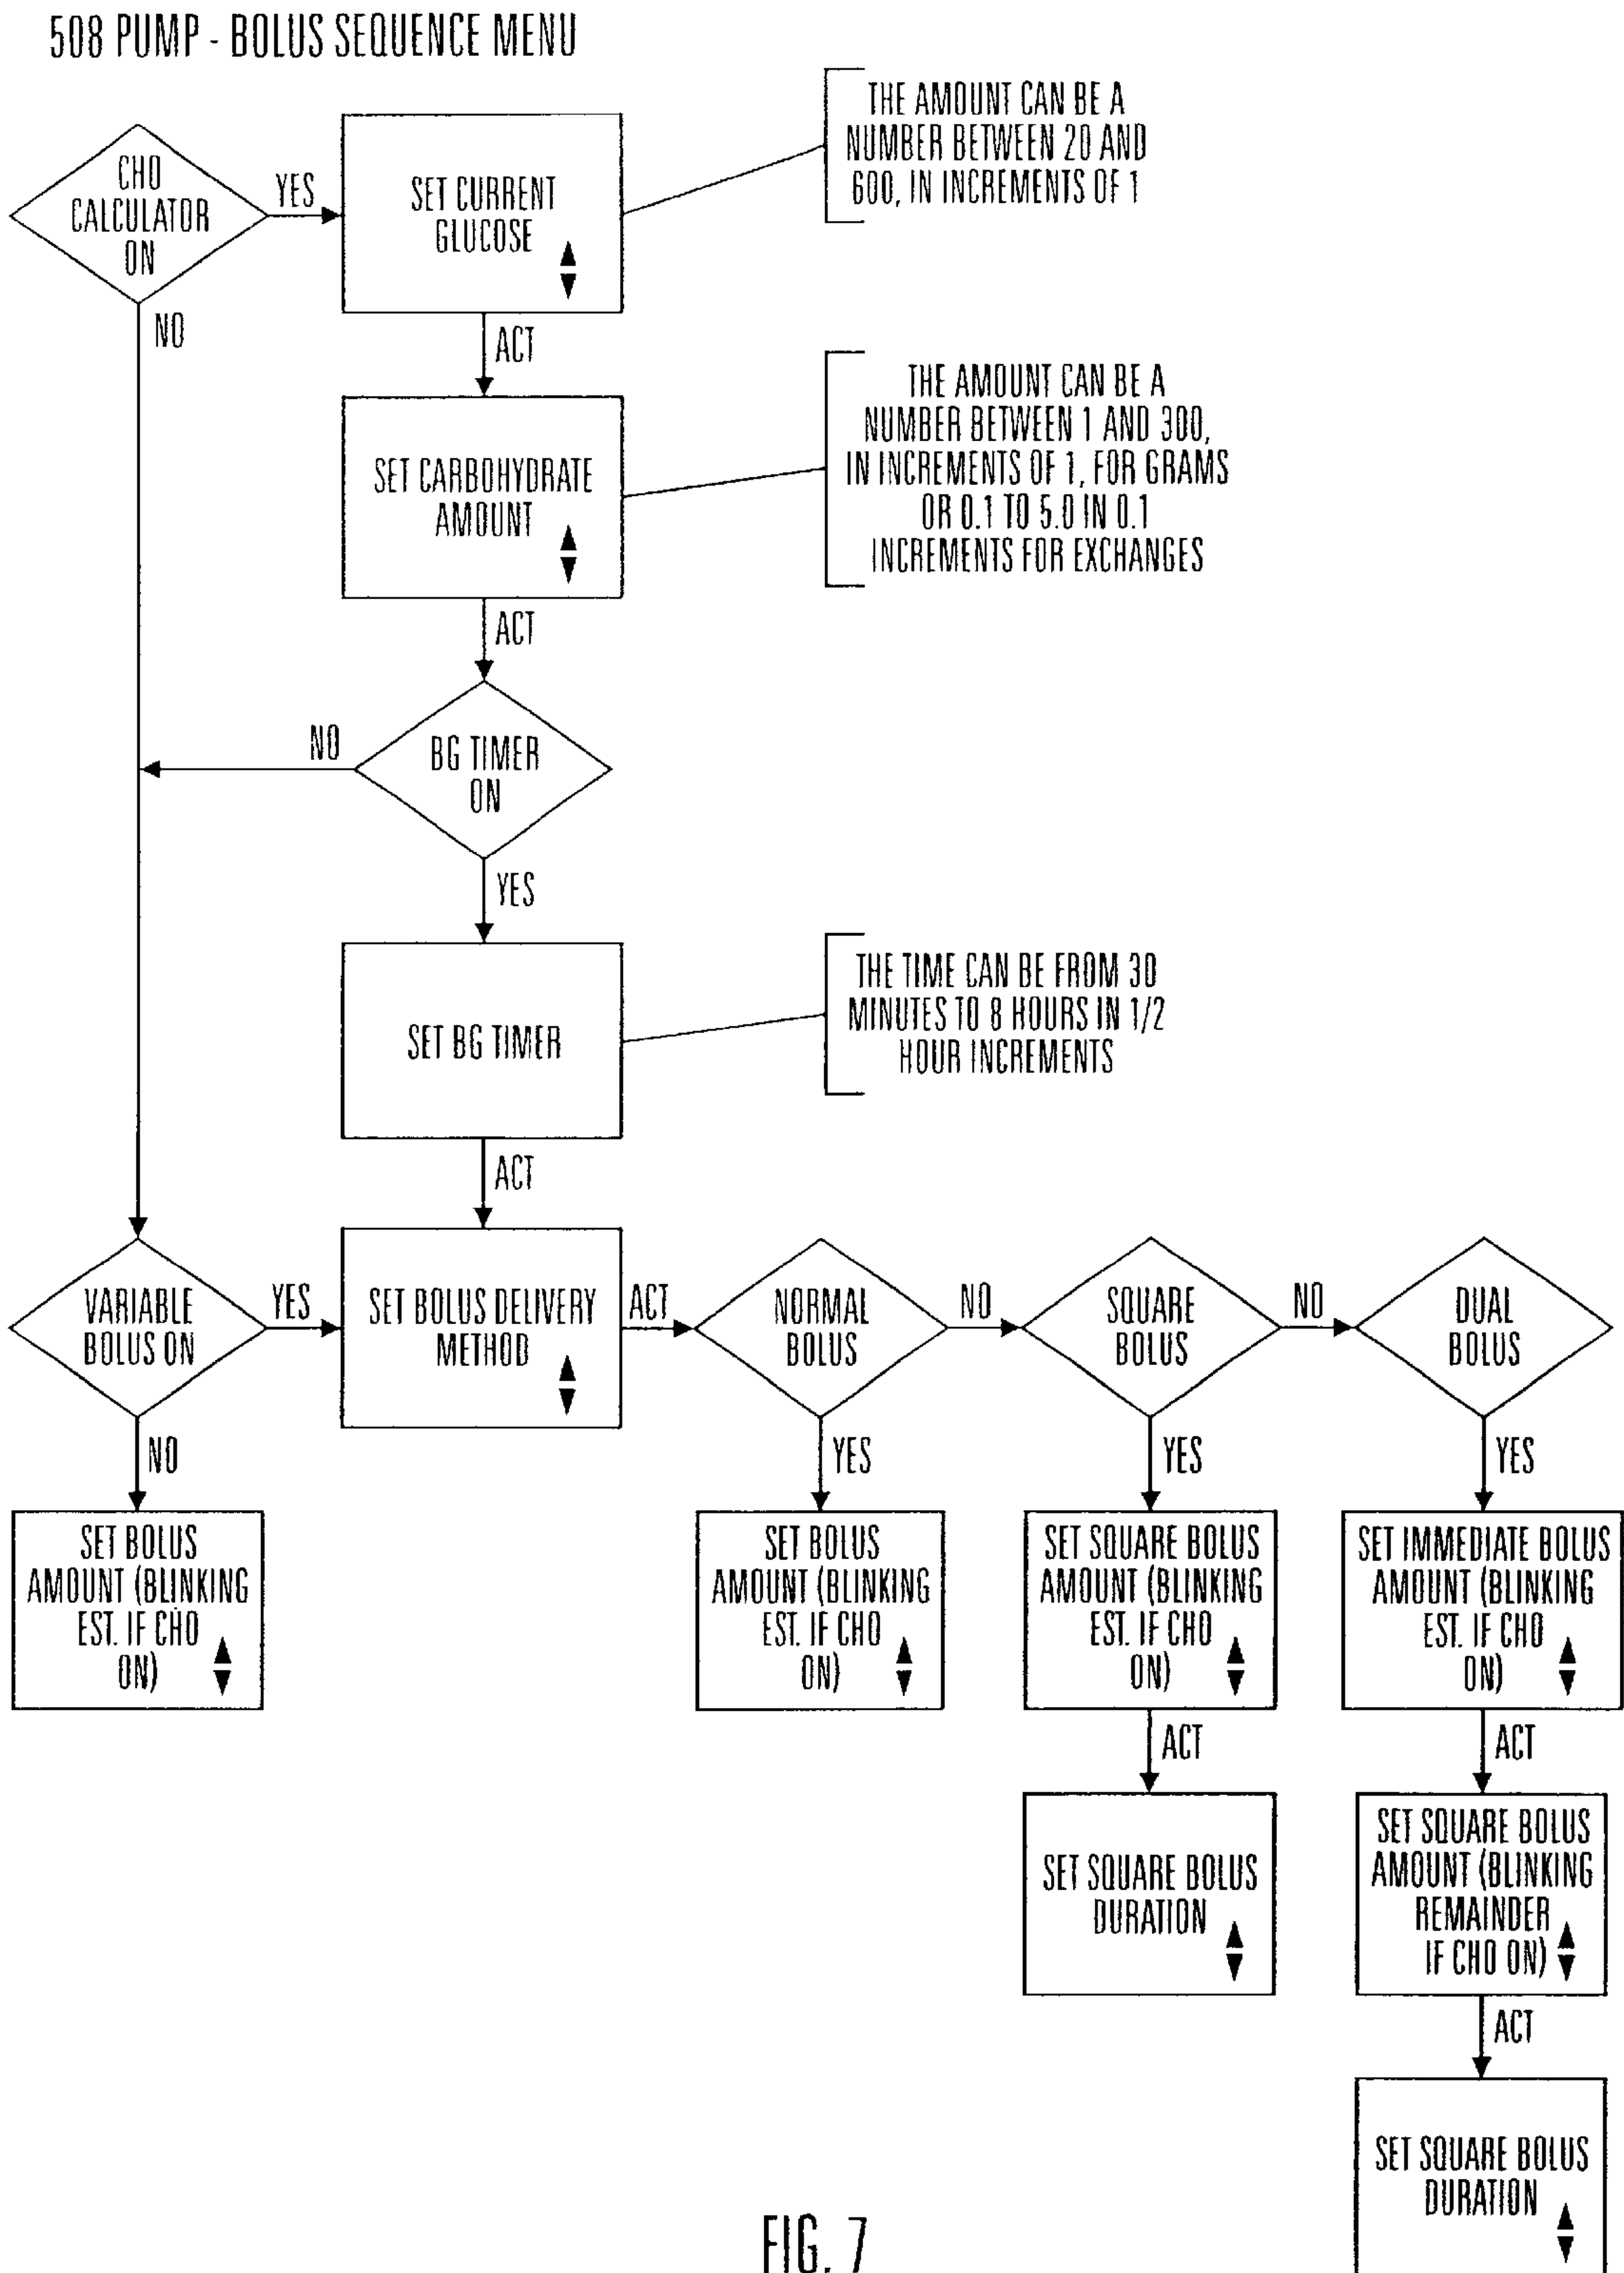 508 PUMP - BOLUS SEQUENCE MENU
CHO
CALCULATOR
ON
YES
NO
SET CURRENT
GLUCOSE
THE AMOUNT CAN BE A
NUMBER BETWEEN 20 AND
600, IN INCREMENTS OF 1
ACT
SET CARBOHYDRATE
AMOUNT
THE AMOUNT CAN BE A
NUMBER BETWEEN 1 AND 300,
IN INCREMENTS OF 1, FOR GRAMS
OR 0.1 TO 5.0 IN 0.1
INCREMENTS FOR EXCHANGES
ACT
BG TIMER
ON
NO
YES
SET BG TIMER
THE TIME CAN BE FROM 30
MINUTES TO 8 HOURS IN 1/2
HOUR INCREMENTS
ACT
VARIABLE
BOLUS ON
YES
NO
SET BOLUS DELIVERY
METHOD
ACT
NORMAL
BOLUS
NO
YES
SQUARE
BOLUS
NO
YES
DUAL
BOLUS
YES
SET BOLUS
AMOUNT (BLINKING
EST. IF CHO
ON)
SET BOLUS
AMOUNT (BLINKING
EST. IF CHO
ON)
SET SQUARE BOLUS
AMOUNT (BLINKING
EST. IF CHO
ON)
ACT
SET SQUARE BOLUS
DURATION
SET IMMEDIATE BOLUS
AMOUNT (BLINKING
EST. IF CHO
ON)
ACT
SET SQUARE BOLUS
AMOUNT (BLINKING
REMAINDER
IF CHO ON)
ACT
SET SQUARE BOLUS
DURATION
FIG. 7